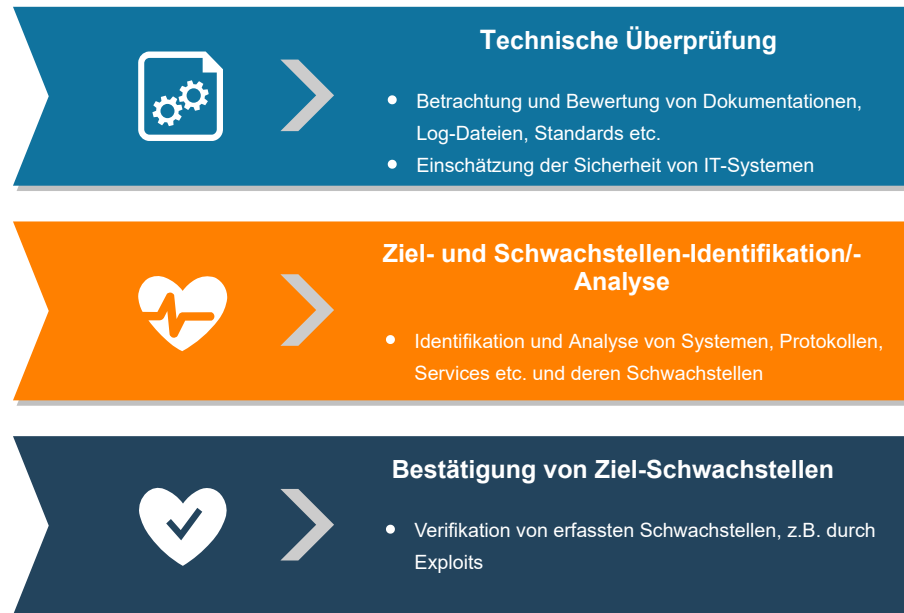 Technische Überprüfung
• Betrachtung und Bewertung von Dokumentationen,
Log-Dateien, Standards etc.
• Einschätzung der Sicherheit von IT-Systemen
Ziel- und Schwachstellen-Identifikation/-
Analyse
• Identifikation und Analyse von Systemen, Protokollen,
Services etc. und deren Schwachstellen
Bestätigung von Ziel-Schwachstellen
• Verifikation von erfassten Schwachstellen, z.B. durch
Exploits